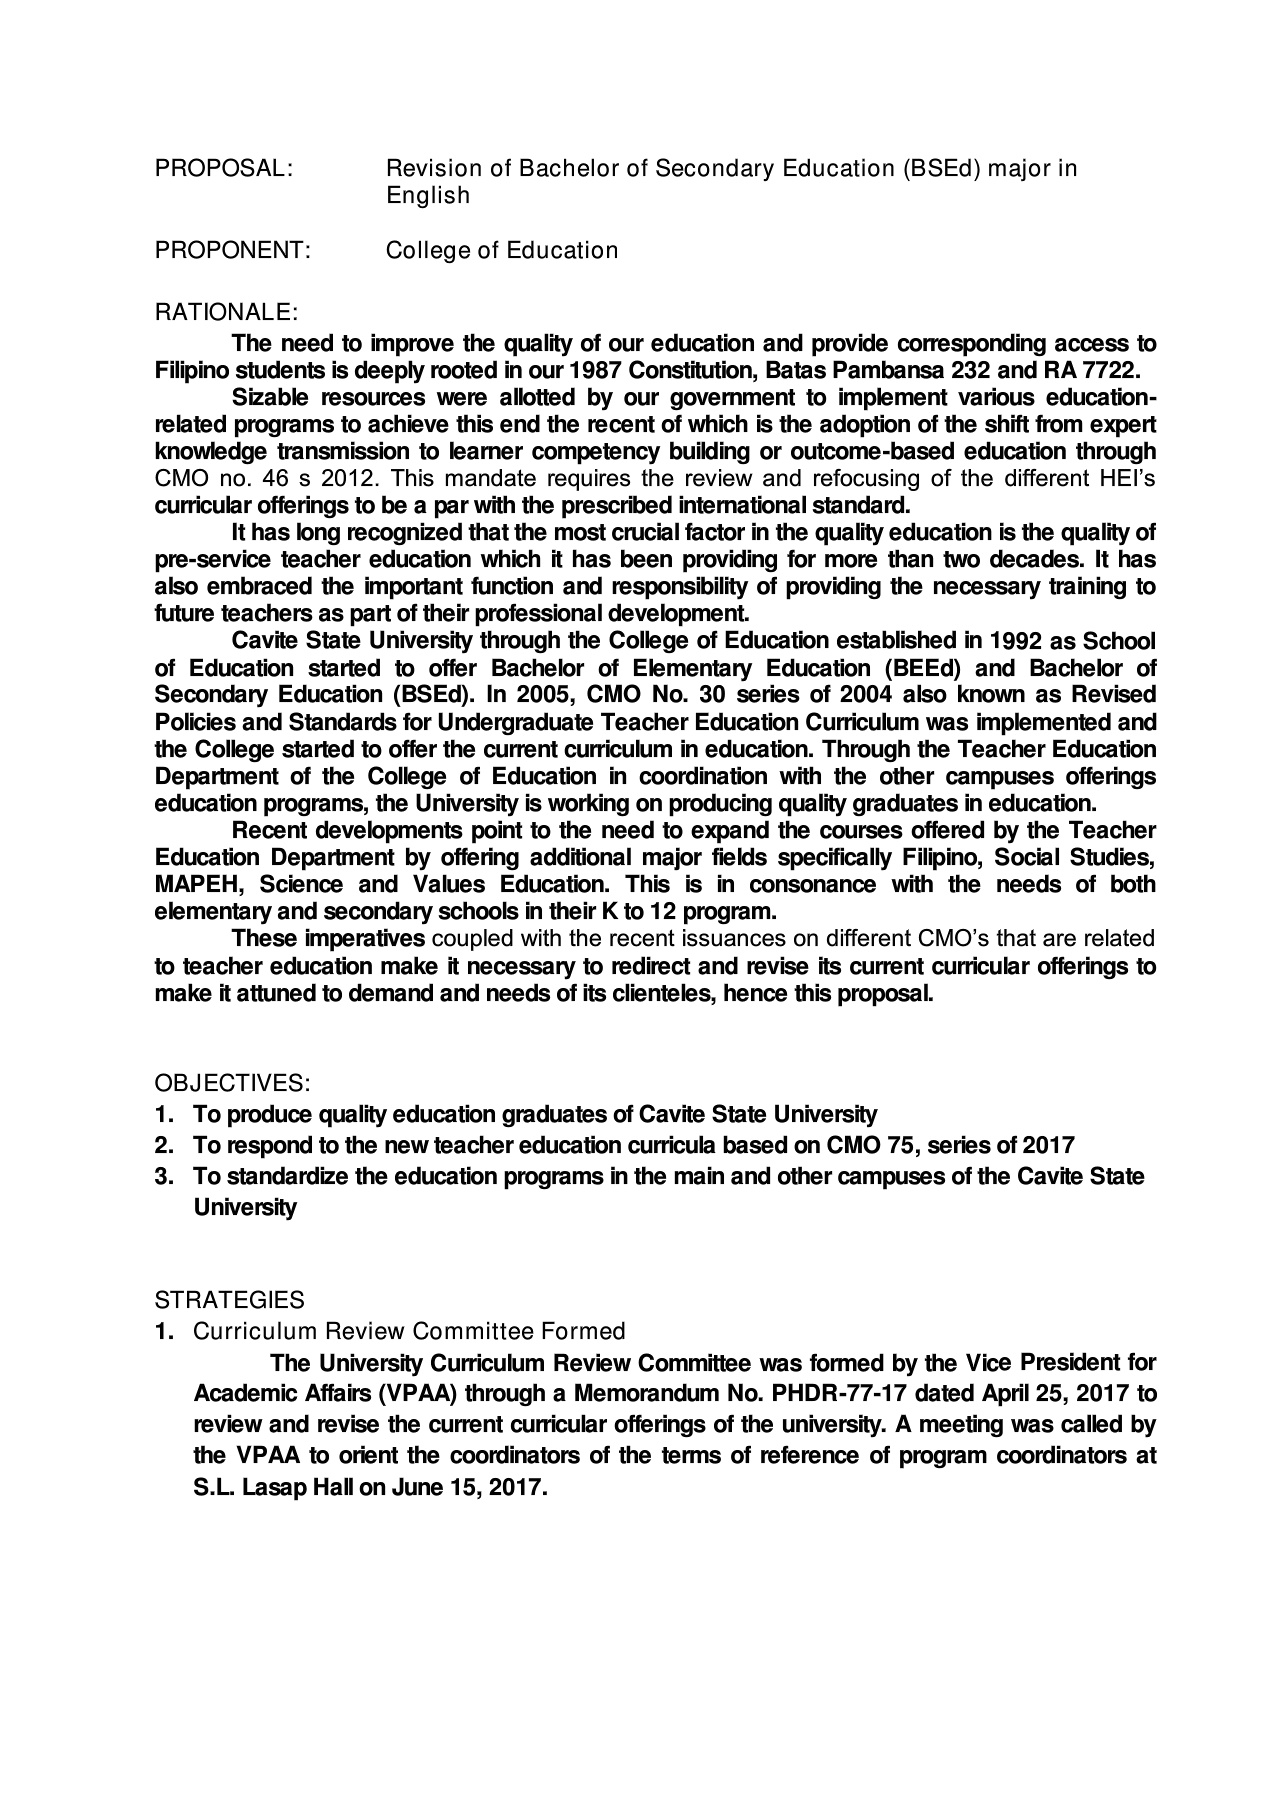 PROPOSAL: Revision of Bachelor of Secondary Education (BSEd) major in
English
PROPONENT: College of Education
RATIONALE:
The need to improve the quality of our education and provide corresponding access to
Filipino students is deeply rooted in our 1987 Constitution, Batas Pambansa 232 and RA 7722.
Sizable resources were allotted by our government to implement various education-
related programs to achieve this end the recent of which is the adoption of the shift from expert
knowledge transmission to learner competency building or outcome-based education through
CMO no. 46 s 2012. This mandate requires the review and refocusing of the different HEI’s
curricular offerings to be a par with the prescribed international standard.
It has long recognized that the most crucial factor in the quality education is the quality of
pre-service teacher education which it has been providing for more than two decades. It has
also embraced the important function and responsibility of providing the necessary training to
future teachers as part of their professional development.
Cavite State University through the College of Education established in 1992 as School
of Education started to offer Bachelor of Elementary Education (BEEd) and Bachelor of
Secondary Education (BSEd). In 2005, CMO No. 30 series of 2004 also known as Revised
Policies and Standards for Undergraduate Teacher Education Curriculum was implemented and
the College started to offer the current curriculum in education. Through the Teacher Education
Department of the College of Education in coordination with the other campuses offerings
education programs, the University is working on producing quality graduates in education.
Recent developments point to the need to expand the courses offered by the Teacher
Education Department by offering additional major fields specifically Filipino, Social Studies,
MAPEH, Science and Values Education. This is in consonance with the needs of both
elementary and secondary schools in their K to 12 program.
These imperatives coupled with the recent issuances on different CMO’s that are related
to teacher education make it necessary to redirect and revise its current curricular offerings to
make it attuned to demand and needs of its clienteles, hence this proposal.
OBJECTIVES:
1. To produce quality education graduates of Cavite State University
2. To respond to the new teacher education curricula based on CMO 75, series of 2017
3. To standardize the education programs in the main and other campuses of the Cavite State
University
STRATEGIES
1. Curriculum Review Committee Formed
The University Curriculum Review Committee was formed by the Vice President for
Academic Affairs (VPAA) through a Memorandum No. PHDR-77-17 dated April 25, 2017 to
review and revise the current curricular offerings of the university. A meeting was called by
the VPAA to orient the coordinators of the terms of reference of program coordinators at
S.L. Lasap Hall on June 15, 2017.